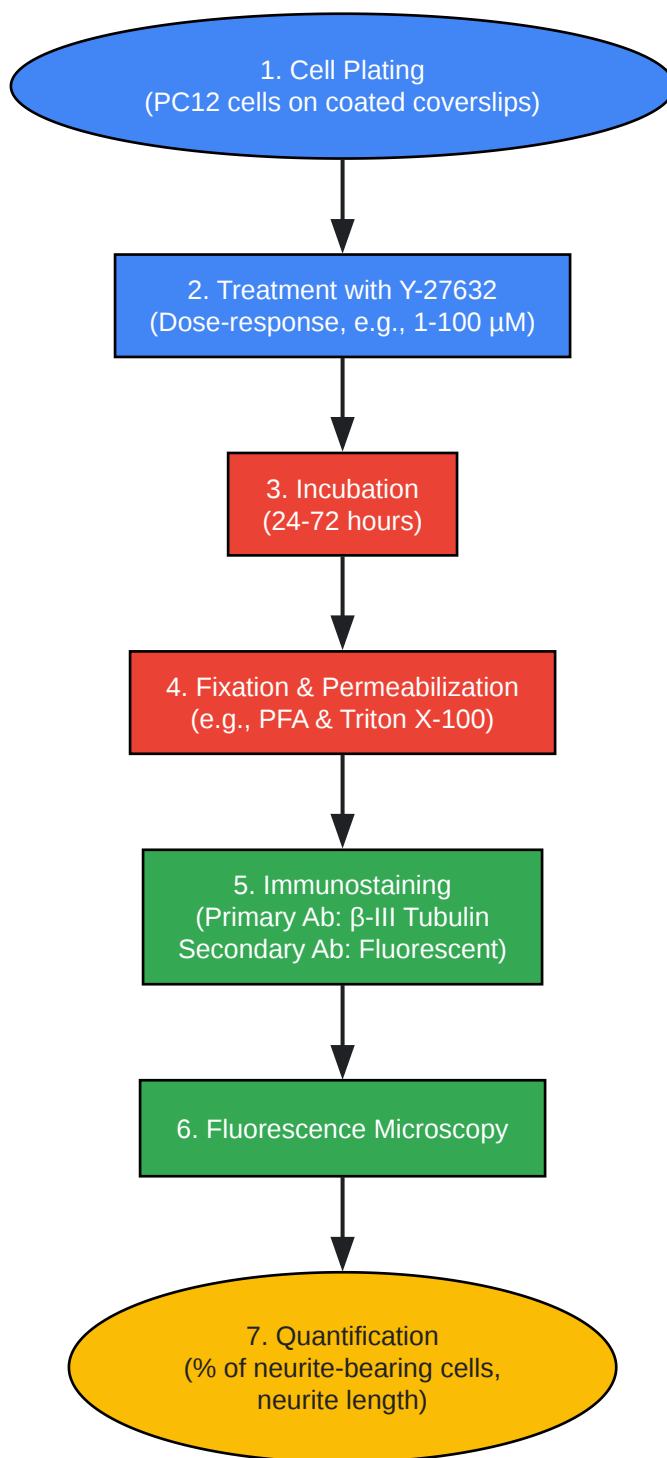 1. Cell Plating
(PC12 cells on coated coverslips)
2. Treatment with Y-27632
(Dose-response, e.g., 1-100 µM)
3. Incubation
(24-72 hours)
4. Fixation & Permeabilization
(e.g., PFA & Triton X-100)
5. Immunostaining
(Primary Ab: β-III Tubulin
Secondary Ab: Fluorescent)
6. Fluorescence Microscopy
7. Quantification
(% of neurite-bearing cells,
neurite length)